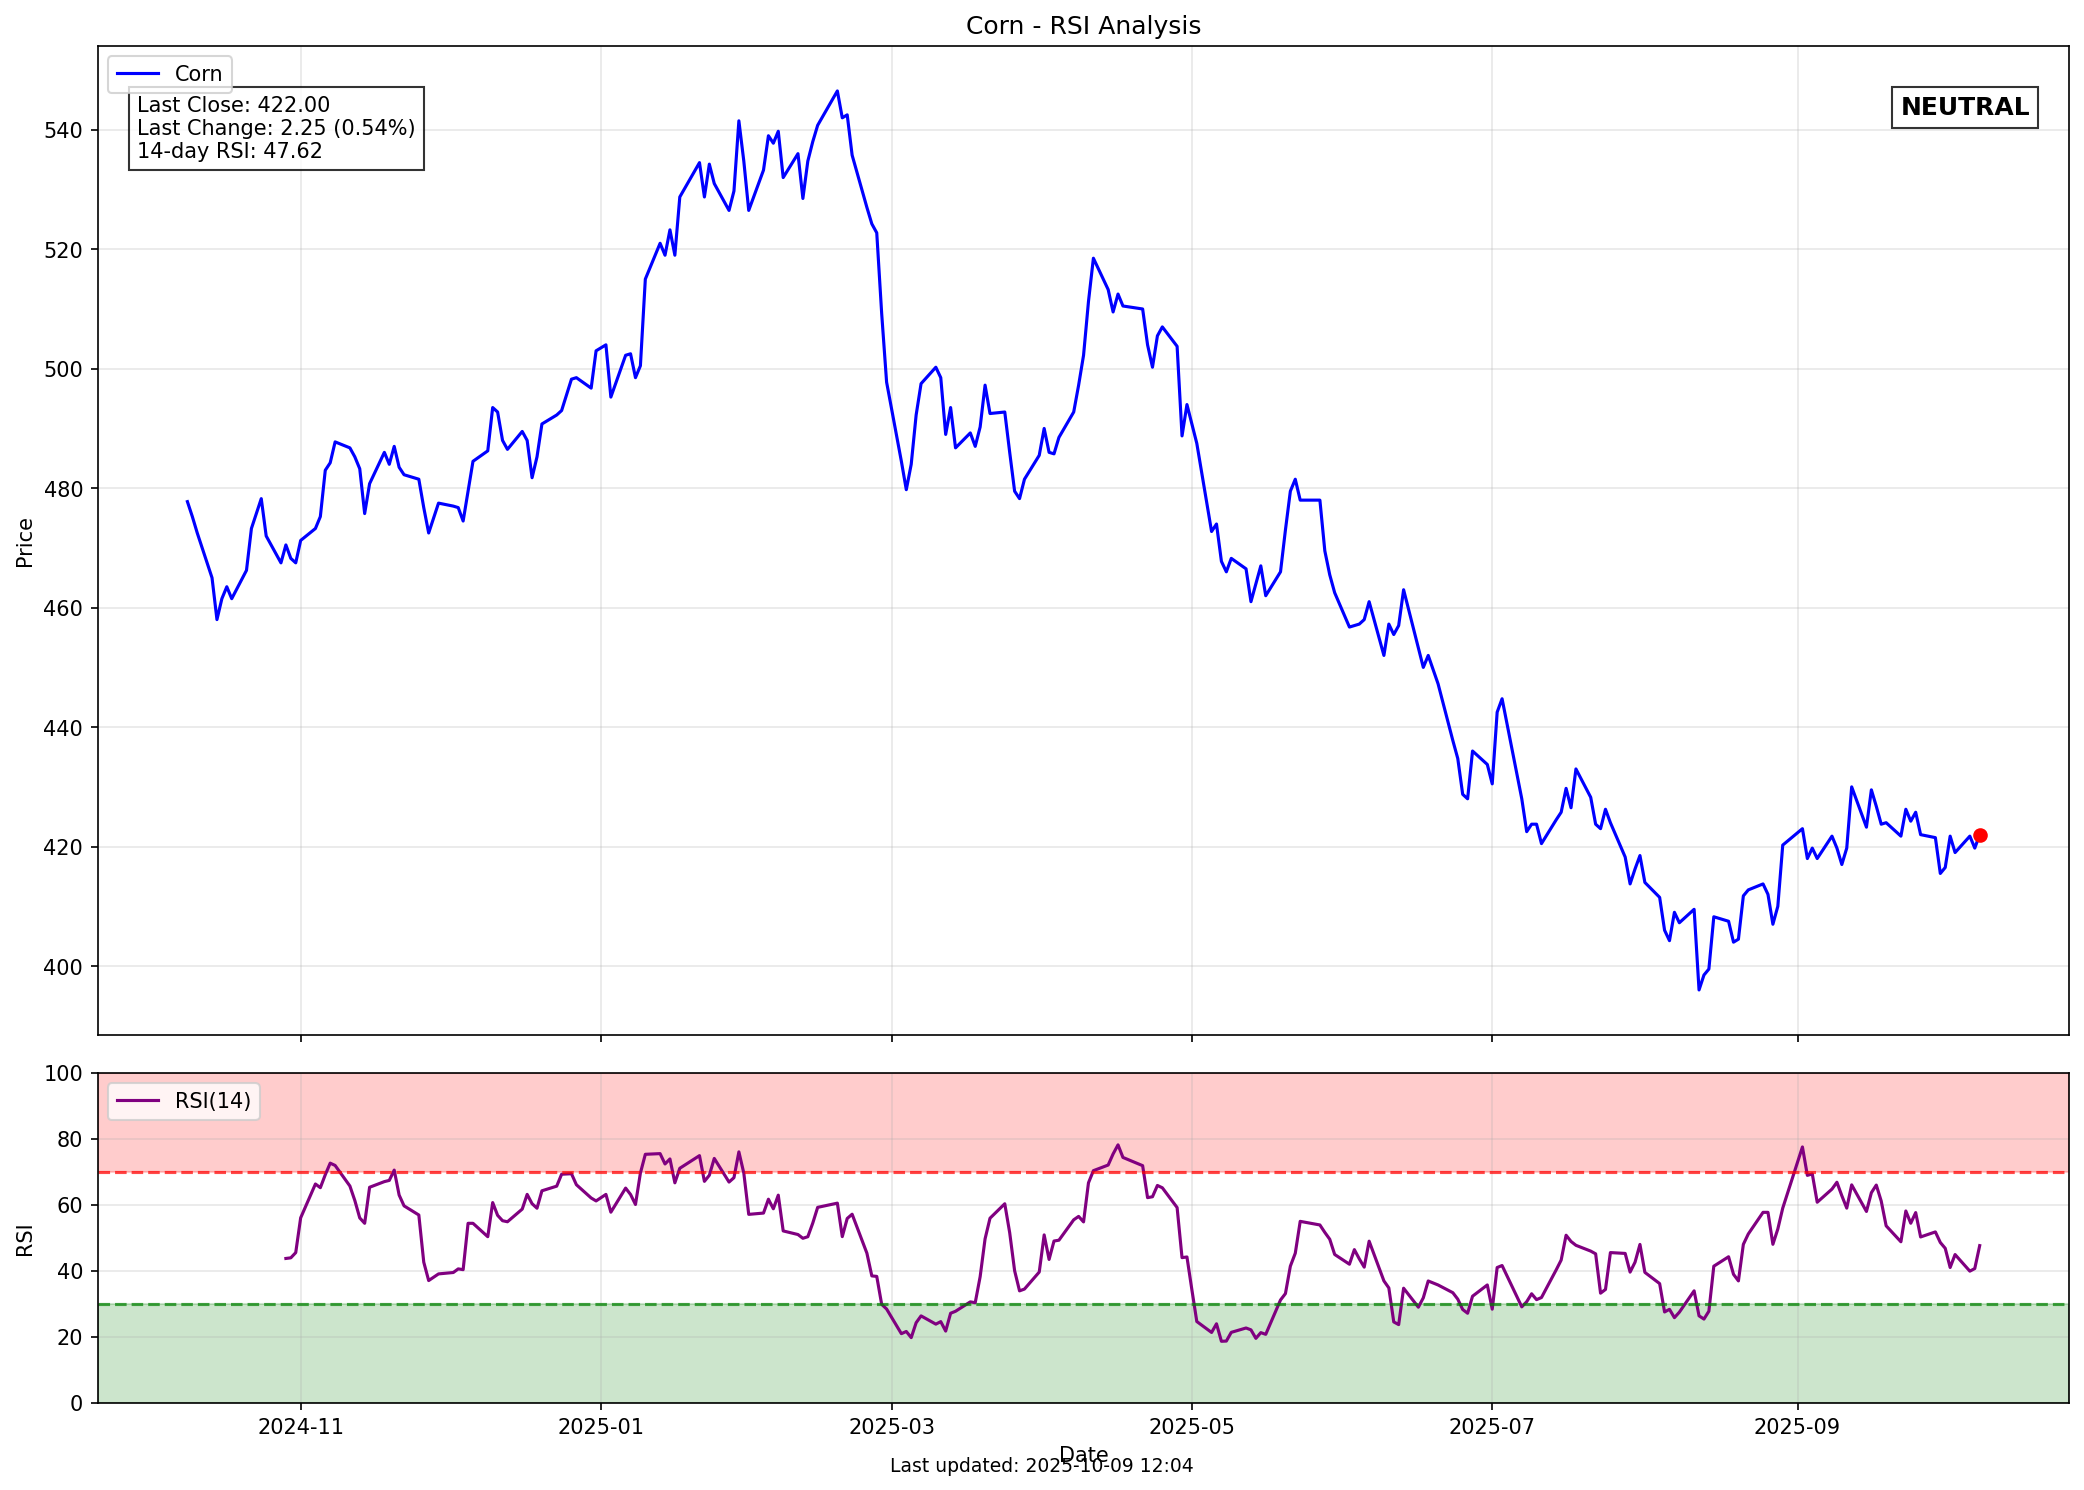 Corn - RSI Analysis
Corn
Last Close: 422.00
Last Change: 2.25 (0.54%)
14-day RSI: 47.62
NEUTRAL
540
520
500
480
460
440
420
400
Price
100
80
60
40
20
0
RSI
RSI(14)
2024-11
2025-01
2025-03
2025-05
2025-07
2025-09
Date
Last updated: 2025-10-09 12:04